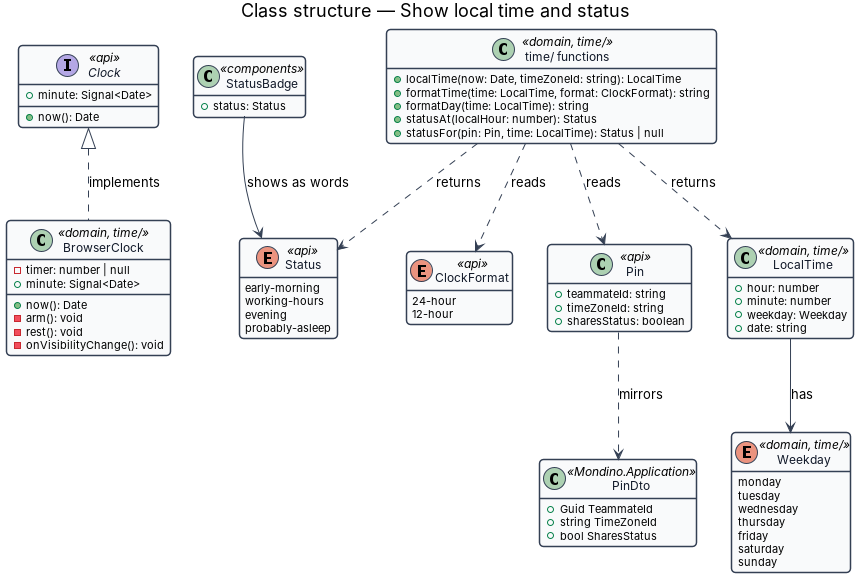 Class structure — Show local time and status
I
«api»
Clock
minute: Signal<Date>
now(): Date
C
«components»
StatusBadge
status: Status
C
«domain, time/»
time/ functions
localTime(now: Date, timeZoneId: string): LocalTime
formatTime(time: LocalTime, format: ClockFormat): string
formatDay(time: LocalTime): string
statusAt(localHour: number): Status
statusFor(pin: Pin, time: LocalTime): Status | null
implements
shows as words
returns
reads
reads
returns
C
«domain, time/»
BrowserClock
timer: number | null
minute: Signal<Date>
now(): Date
arm(): void
rest(): void
onVisibilityChange(): void
E
«api»
Status
early-morning
working-hours
evening
probably-asleep
E
«api»
ClockFormat
24-hour
12-hour
C
«api»
Pin
teammateId: string
timeZoneId: string
sharesStatus: boolean
C
«domain, time/»
LocalTime
hour: number
minute: number
weekday: Weekday
date: string
mirrors
has
C
«Mondino.Application»
PinDto
Guid TeammateId
string TimeZoneId
bool SharesStatus
E
«domain, time/»
Weekday
monday
tuesday
wednesday
thursday
friday
saturday
sunday